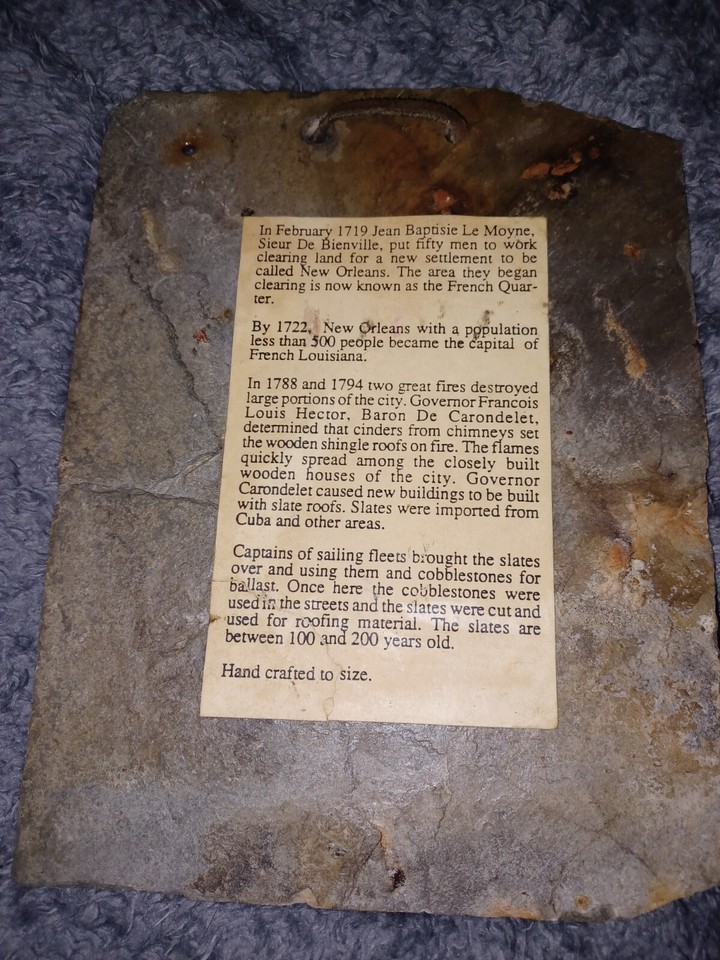 In February 1719 Jean Baptisie Le Moyne,
Sieur De Bienville, put fifty men to work
clearing land for a new settlement to be
called New Orleans. The area they began
clearing is now known as the French Quar-
ter.
By 1722, New Orleans with a population
less than 500 people became the capital of
French Louisiana.
In 1788 and 1794 two great fires destroyed
large portions of the city. Governor Francois
Louis Hector, Baron De Carondelet,
determined that cinders from chimneys set
the wooden shingle roofs on fire. The flames
quickly spread among the closely built
wooden houses of the city. Governor
Carondelet caused new buildings to be built
with slate roofs. Slates were imported from
Cuba and other areas.
Captains of sailing fleets brought the slates
over and using them and cobblestones for
ballast. Once here the cobblestones were
used in the streets and the slates were cut and
used for roofing material. The slates are
between 100 and 200 years old.
Hand crafted to size.